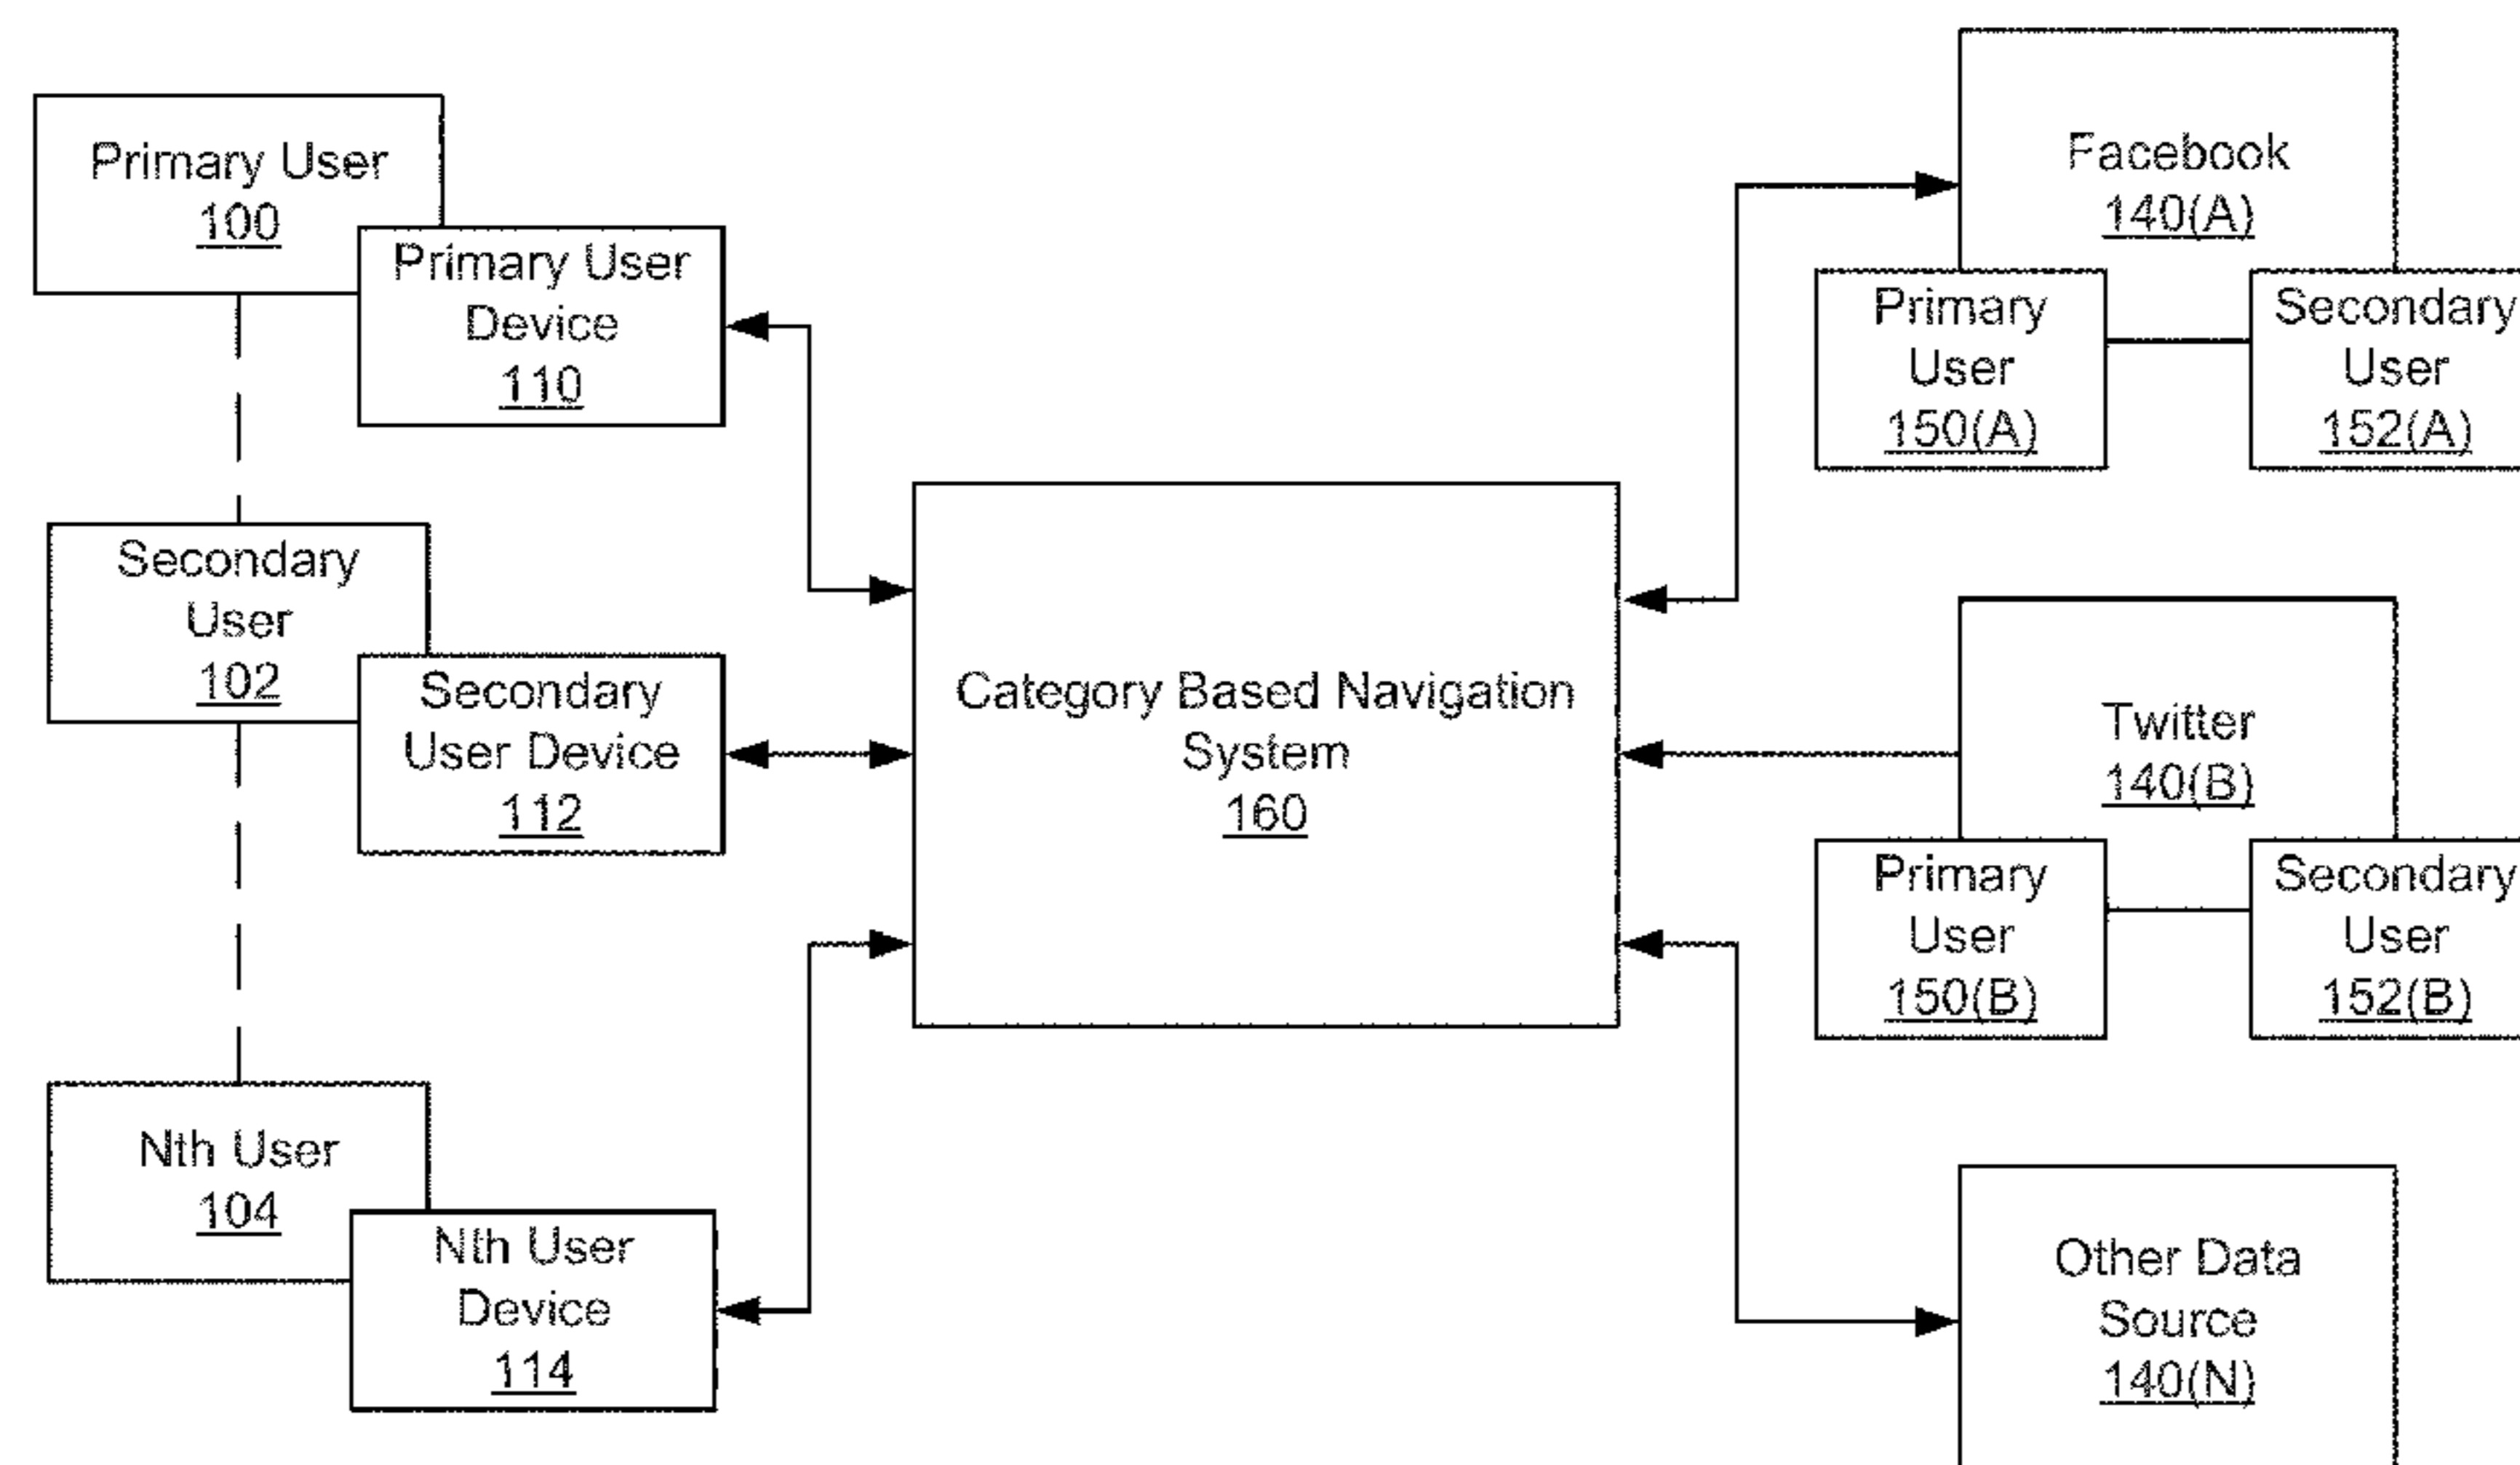 Primary User
100
Primary User
Device
110
Secondary
User
102
Secondary
User Device
112
Nth User
104
Nth User
Device
114
Category Based Navigation
System
160
Facebook
140(A)
Primary
User
150(A)
Secondary
User
152(A)
Twitter
140(B)
Primary
User
150(B)
Secondary
User
152(B)
Other Data
Source
140(N)